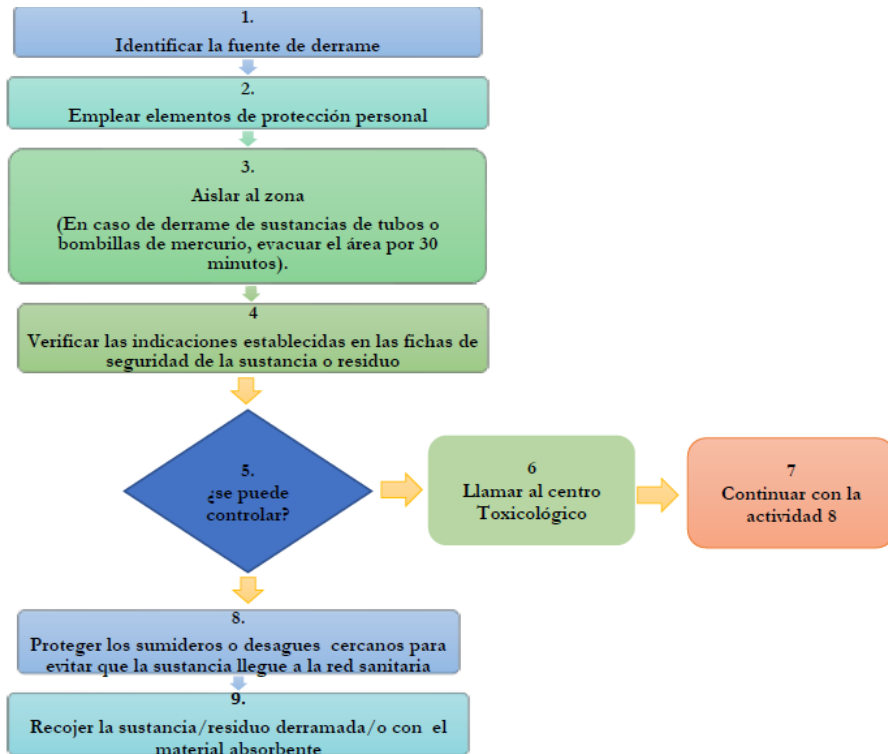 1.
Identificar la fuente de derrame
2.
Emplear elementos de protección personal
3.
Aislar al zona
(En caso de derrame de sustancias de tubos o
bombillas de mercurio, evacuar el área por 30
minutos).
4
Verificar las indicaciones establecidas en las fichas de
seguridad de la sustancia o residuo
5.
¿se puede
controlar?
6
Llamar al centro
Toxicológico
7
Continuar con la
actividad 8
8.
Proteger los sumideros o desagues cercanos para
evitar que la sustancia llegue a la red sanitaria
9.
Recojer la sustancia/residuo derramada/o con el
material absorbente